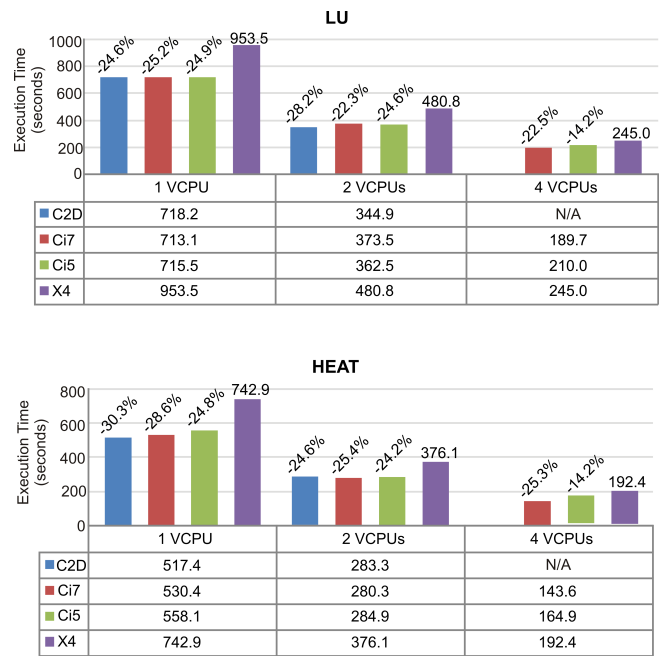 LU
Execution Time
(seconds)
1000
800
600
400
200
0
-24.6% -25.2% -24.9% 953.5
-28.2% -22.3% -24.6% 480.8
-22.5% -14.2% 245.0
1 VCPU 2 VCPUs 4 VCPUs
C2D 718.2 344.9 N/A
Ci7 713.1 373.5 189.7
Ci5 715.5 362.5 210.0
X4 953.5 480.8 245.0
HEAT
Execution Time
(seconds)
800
600
400
200
0
-30.3% -28.6% -24.8% 742.9
-24.6% -25.4% -24.2% 376.1
-25.3% -14.2% 192.4
1 VCPU 2 VCPUs 4 VCPUs
C2D 517.4 283.3 N/A
Ci7 530.4 280.3 143.6
Ci5 558.1 284.9 164.9
X4 742.9 376.1 192.4